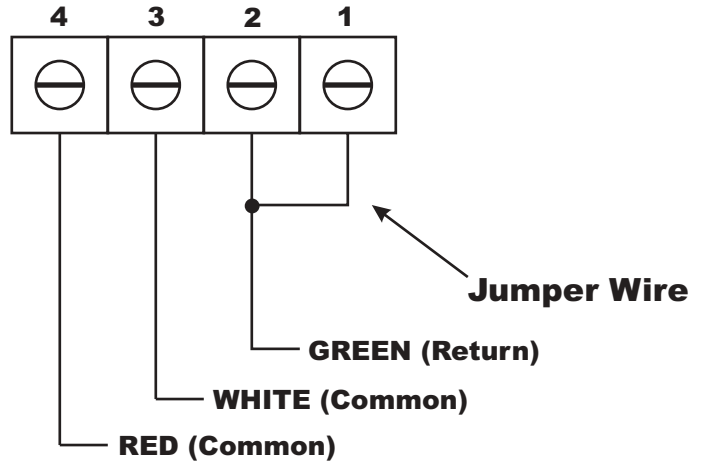 4 3 2 1
Jumper Wire
GREEN (Return)
WHITE (Common)
RED (Common)